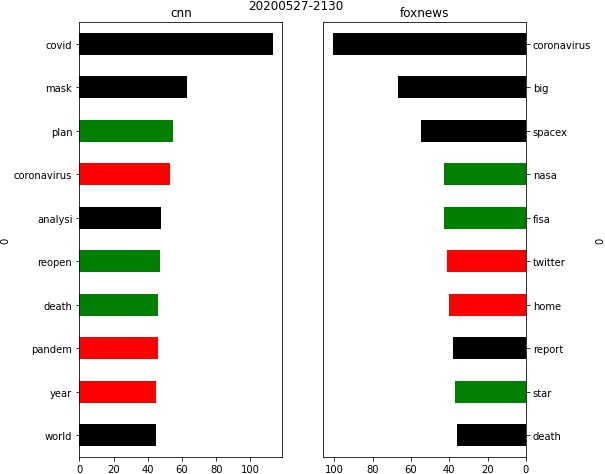 20200527-2130
cnn
foxnews
covid
mask
plan
coronavirus
analysi
reopen
death
pandem
year
world
0
0 20 40 60 80 100
coronavirus
big
spacex
nasa
fisa
twitter
home
report
star
death
0
100 80 60 40 20 0